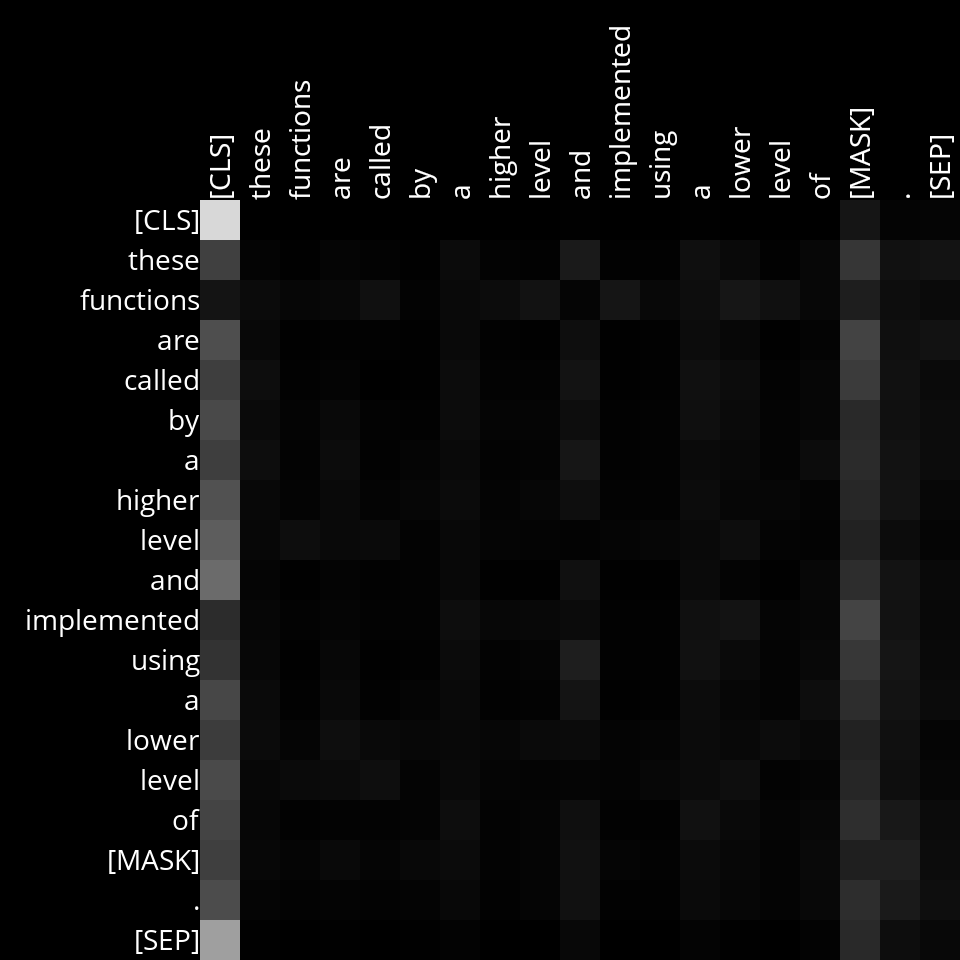 [CLS] these functions are called by a higher level and implemented using a lower level of [MASK] . [SEP]
[CLS]
these
functions
are
called
by
a
higher
level
and
implemented
using
a
lower
level
of
[MASK]
.
[SEP]